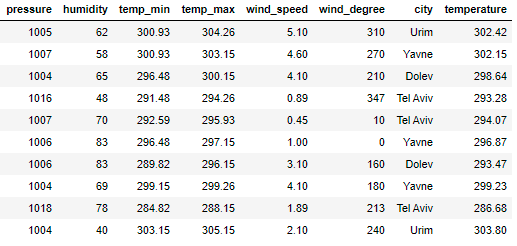 pressure humidity temp_min temp_max wind_speed wind_degree city temperature
1005 62 300.93 304.26 5.10 310 Urim 302.42
1007 58 300.93 303.15 4.60 270 Yavne 302.15
1004 65 296.48 300.15 4.10 210 Dolev 298.64
1016 48 291.48 294.26 0.89 347 Tel Aviv 293.28
1007 70 292.59 295.93 0.45 10 Tel Aviv 294.07
1006 83 296.48 297.15 1.00 0 Yavne 296.87
1006 83 289.82 296.15 3.10 160 Dolev 293.47
1004 69 299.15 299.26 4.10 180 Yavne 299.23
1018 78 284.82 288.15 1.89 213 Tel Aviv 286.68
1004 40 303.15 305.15 2.10 240 Urim 303.80